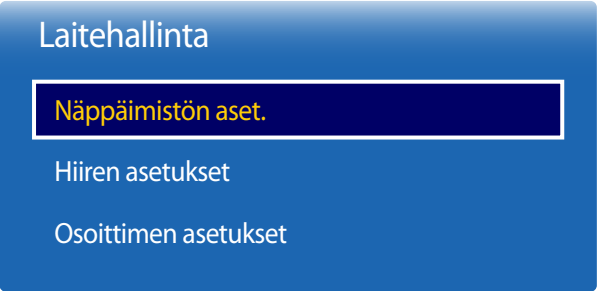 Laitehallinta
Näppäimistön aset.
Hiiren asetukset
Osoittimen asetukset